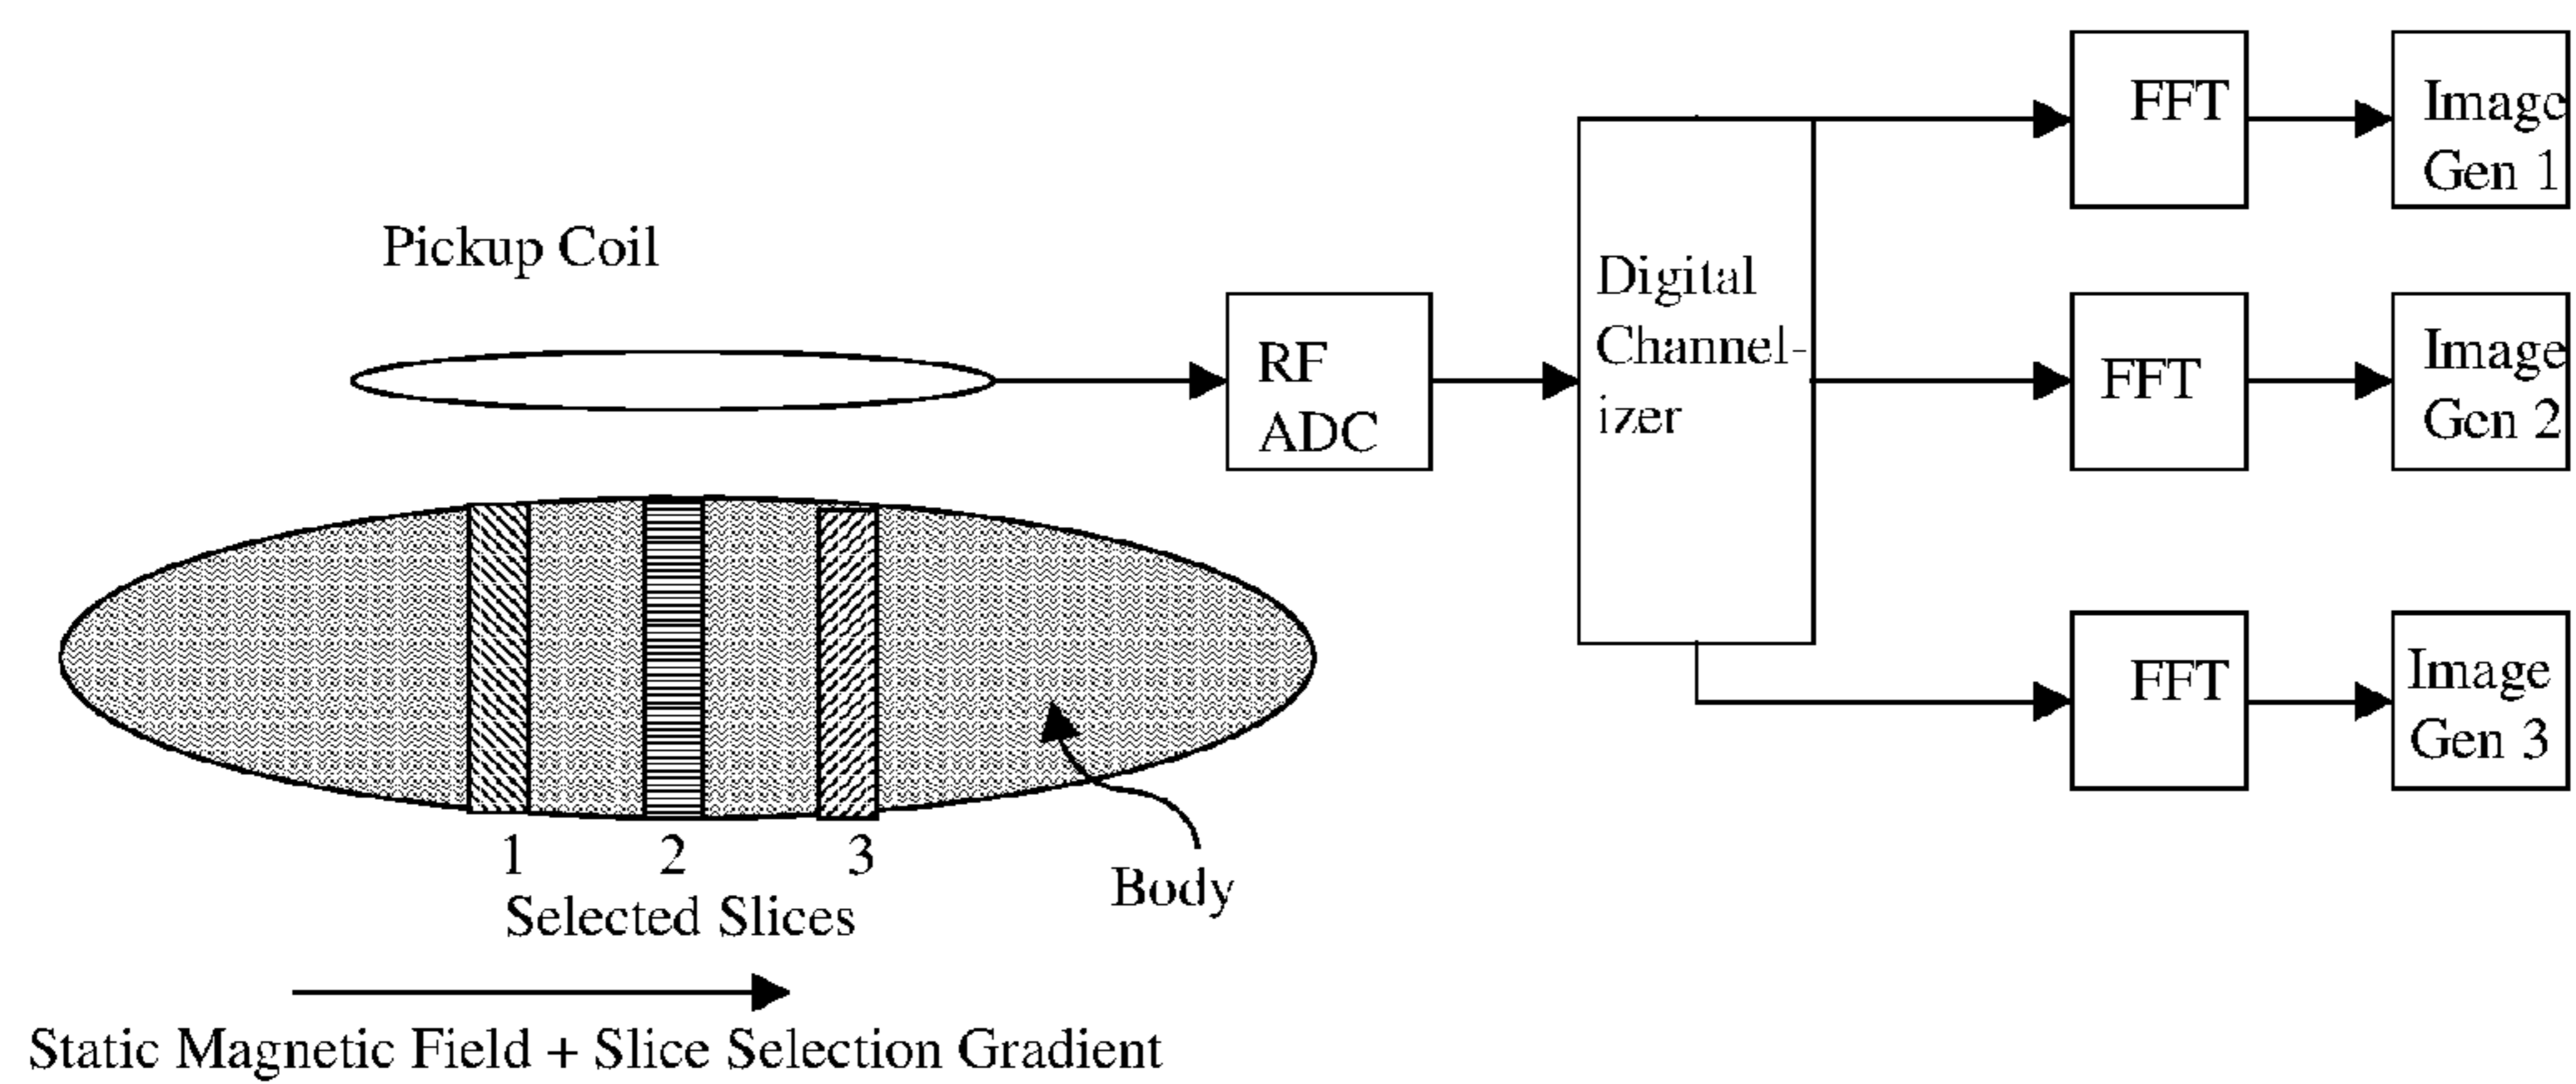 Pickup Coil
RF
ADC
Digital
Channel-
izer
FFT
Image
Gen 1
FFT
Image
Gen 2
FFT
Image
Gen 3
1 2 3
Selected Slices
Body
Static Magnetic Field + Slice Selection Gradient